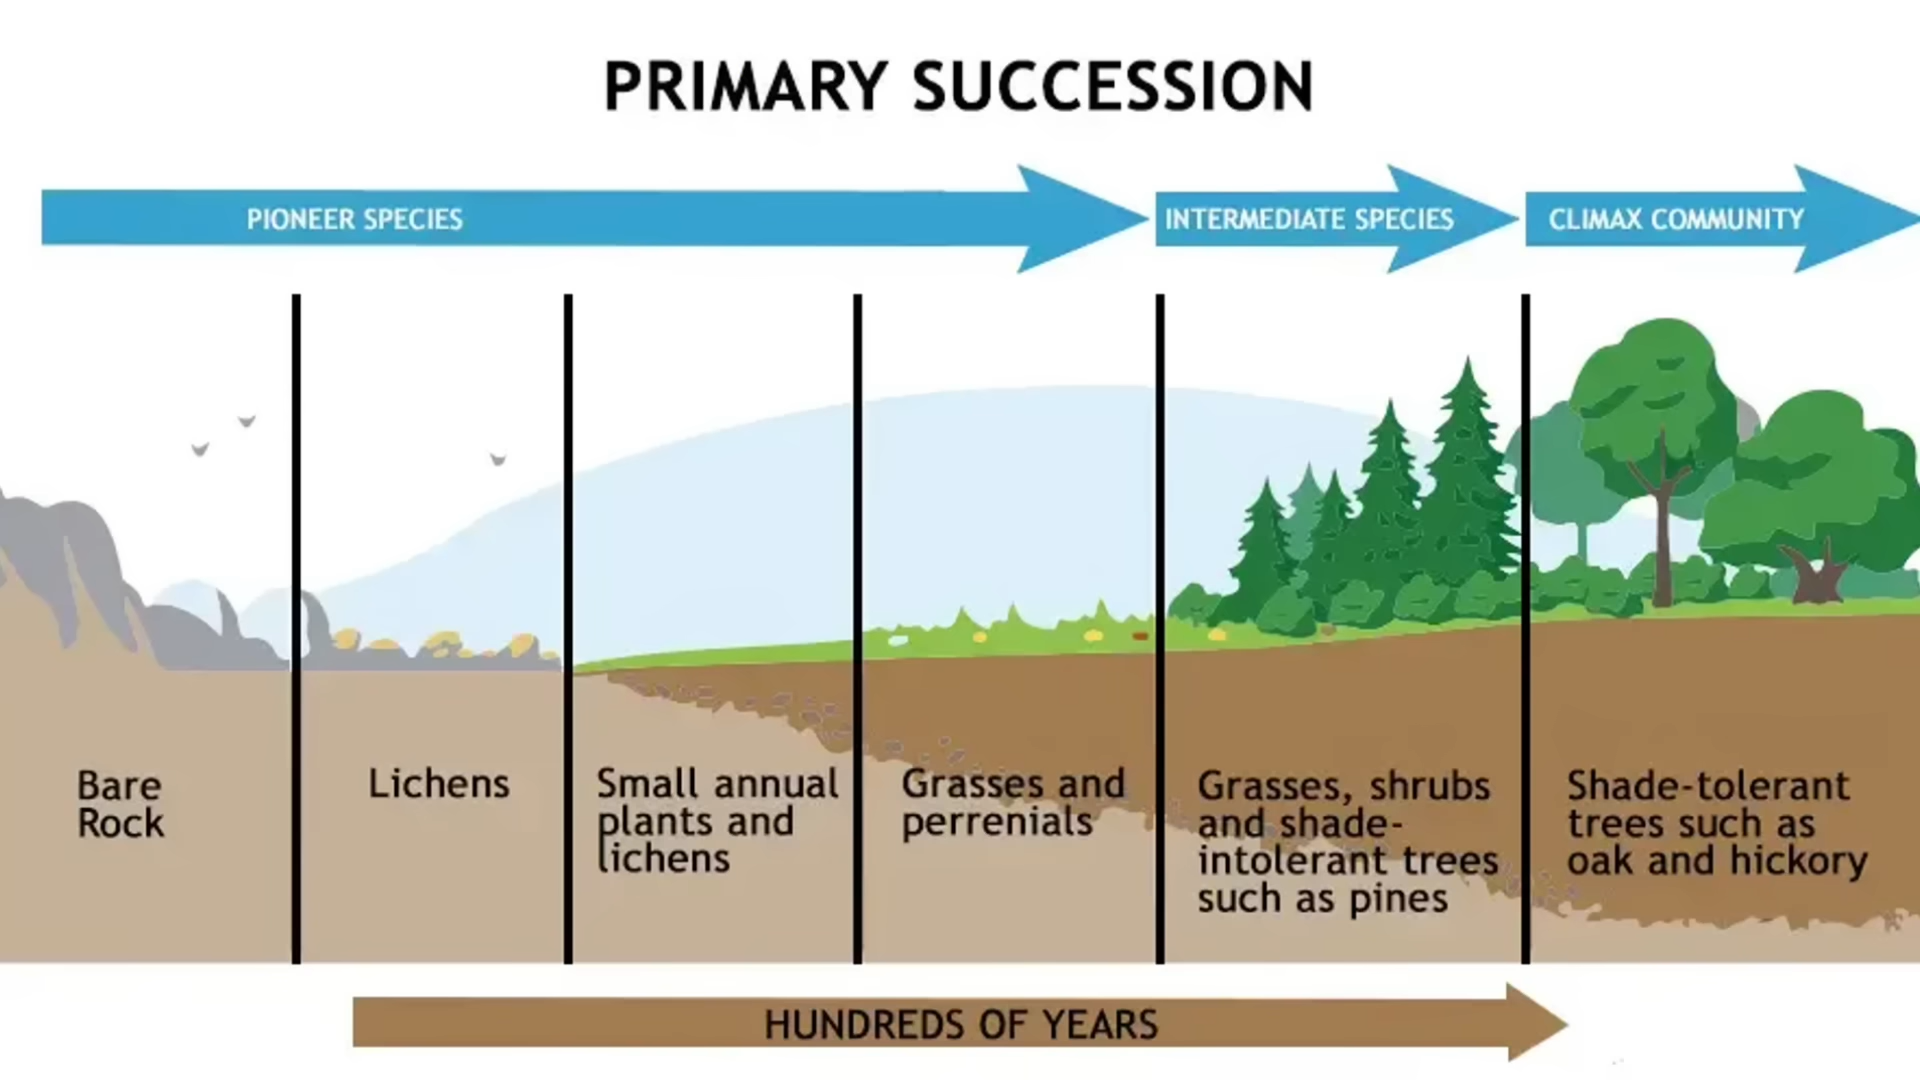 PRIMARY SUCCESSION
PIONEER SPECIES
INTERMEDIATE SPECIES
CLIMAX COMMUNITY
Bare
Rock
Lichens
Small annual
plants and
lichens
Grasses and
perrenials
Grasses, shrubs
and shade-
intolerant trees
such as pines
Shade-tolerant
trees such as
oak and hickory
HUNDREDS OF YEARS